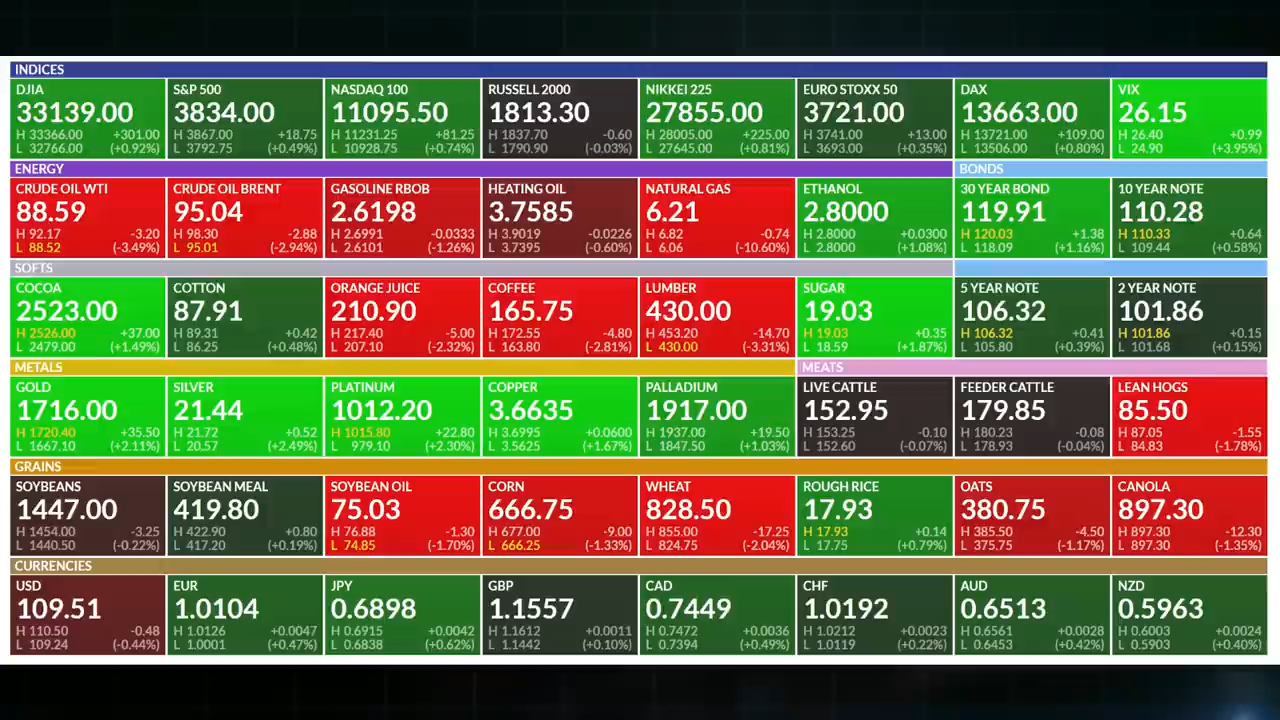 INDICES
DJIA S&P 500 NASDAQ 100 RUSSELL 2000 NIKKEI 225 EURO STOXX 50 DAX VIX
33139.00 3834.00 11095.50 1813.30 27855.00 3721.00 13663.00 26.15
H 33366.00 +301.00 H 3867.00 +18.75 H 11231.25 +81.25 H 1837.70 -0.60 H 28005.00 +225.00 H 3741.00 +13.00 H 13721.00 +109.00 H 26.40 +0.99
L 32766.00 (+0.92%) L 3792.75 (+0.49%) L 10928.75 (+0.74%) L 1790.90 (-0.03%) L 27645.00 (+0.81%) L 3693.00 (+0.35%) L 13506.00 (+0.80%) L 24.90 (+3.95%)
ENERGY BONDS
CRUDE OIL WTI CRUDE OIL BRENT GASOLINE RBOB HEATING OIL NATURAL GAS ETHANOL 30 YEAR BOND 10 YEAR NOTE
88.59 95.04 2.6198 3.7585 6.21 2.8000 119.91 110.28
H 92.17 -3.20 H 98.30 -2.88 H 2.6991 -0.0333 H 3.9019 -0.0226 H 6.82 -0.74 H 2.8000 +0.0300 H 120.03 +1.38 H 110.33 +0.64
L 88.52 (-3.49%) L 95.01 (-2.94%) L 2.6101 (-1.26%) L 3.7395 (-0.60%) L 6.06 (-10.60%) L 2.8000 (+1.08%) L 118.09 (+1.16%) L 109.44 (+0.58%)
SOFTS
COCOA COTTON ORANGE JUICE COFFEE LUMBER SUGAR 5 YEAR NOTE 2 YEAR NOTE
2523.00 87.91 210.90 165.75 430.00 19.03 106.32 101.86
H 2526.00 +37.00 H 89.31 +0.42 H 217.40 -5.00 H 172.55 -4.80 H 453.20 -14.70 H 19.03 +0.35 H 106.32 +0.41 H 101.86 +0.15
L 2479.00 (+1.49%) L 86.25 (+0.48%) L 207.10 (-2.32%) L 163.80 (-2.81%) L 430.00 (-3.31%) L 18.59 (+1.87%) L 105.80 (+0.39%) L 101.68 (+0.15%)
METALS MEATS
GOLD SILVER PLATINUM COPPER PALLADIUM LIVE CATTLE FEEDER CATTLE LEAN HOGS
1716.00 21.44 1012.20 3.6635 1917.00 152.95 179.85 85.50
H 1720.40 +35.50 H 21.72 +0.52 H 1015.80 +22.80 H 3.6995 +0.0600 H 1937.00 +19.50 H 153.25 -0.10 H 180.23 -0.08 H 87.05 -1.55
L 1667.10 (+2.11%) L 20.57 (+2.49%) L 979.10 (+2.30%) L 3.5625 (+1.67%) L 1847.50 (+1.03%) L 152.60 (-0.07%) L 178.93 (-0.04%) L 84.83 (-1.78%)
GRAINS
SOYBEANS SOYBEAN MEAL SOYBEAN OIL CORN WHEAT ROUGH RICE OATS CANOLA
1447.00 419.80 75.03 666.75 828.50 17.93 380.75 897.30
H 1454.00 -3.25 H 422.90 +0.80 H 76.88 -1.30 H 677.00 -9.00 H 855.00 -17.25 H 17.93 +0.14 H 385.50 -4.50 H 897.30 -12.30
L 1440.50 (-0.22%) L 417.20 (+0.19%) L 74.85 (-1.70%) L 666.25 (-1.33%) L 824.75 (-2.04%) L 17.75 (+0.79%) L 375.75 (-1.17%) L 897.30 (-1.35%)
CURRENCIES
USD EUR JPY GBP CAD CHF AUD NZD
109.51 1.0104 0.6898 1.1557 0.7449 1.0192 0.6513 0.5963
H 110.50 -0.48 H 1.0126 +0.0047 H 0.6915 +0.0042 H 1.1612 +0.0011 H 0.7472 +0.0036 H 1.0212 +0.0023 H 0.6561 +0.0028 H 0.6003 +0.0024
L 109.24 (-0.44%) L 1.0001 (+0.47%) L 0.6838 (+0.62%) L 1.1442 (+0.10%) L 0.7394 (+0.49%) L 1.0119 (+0.22%) L 0.6453 (+0.42%) L 0.5903 (+0.40%)